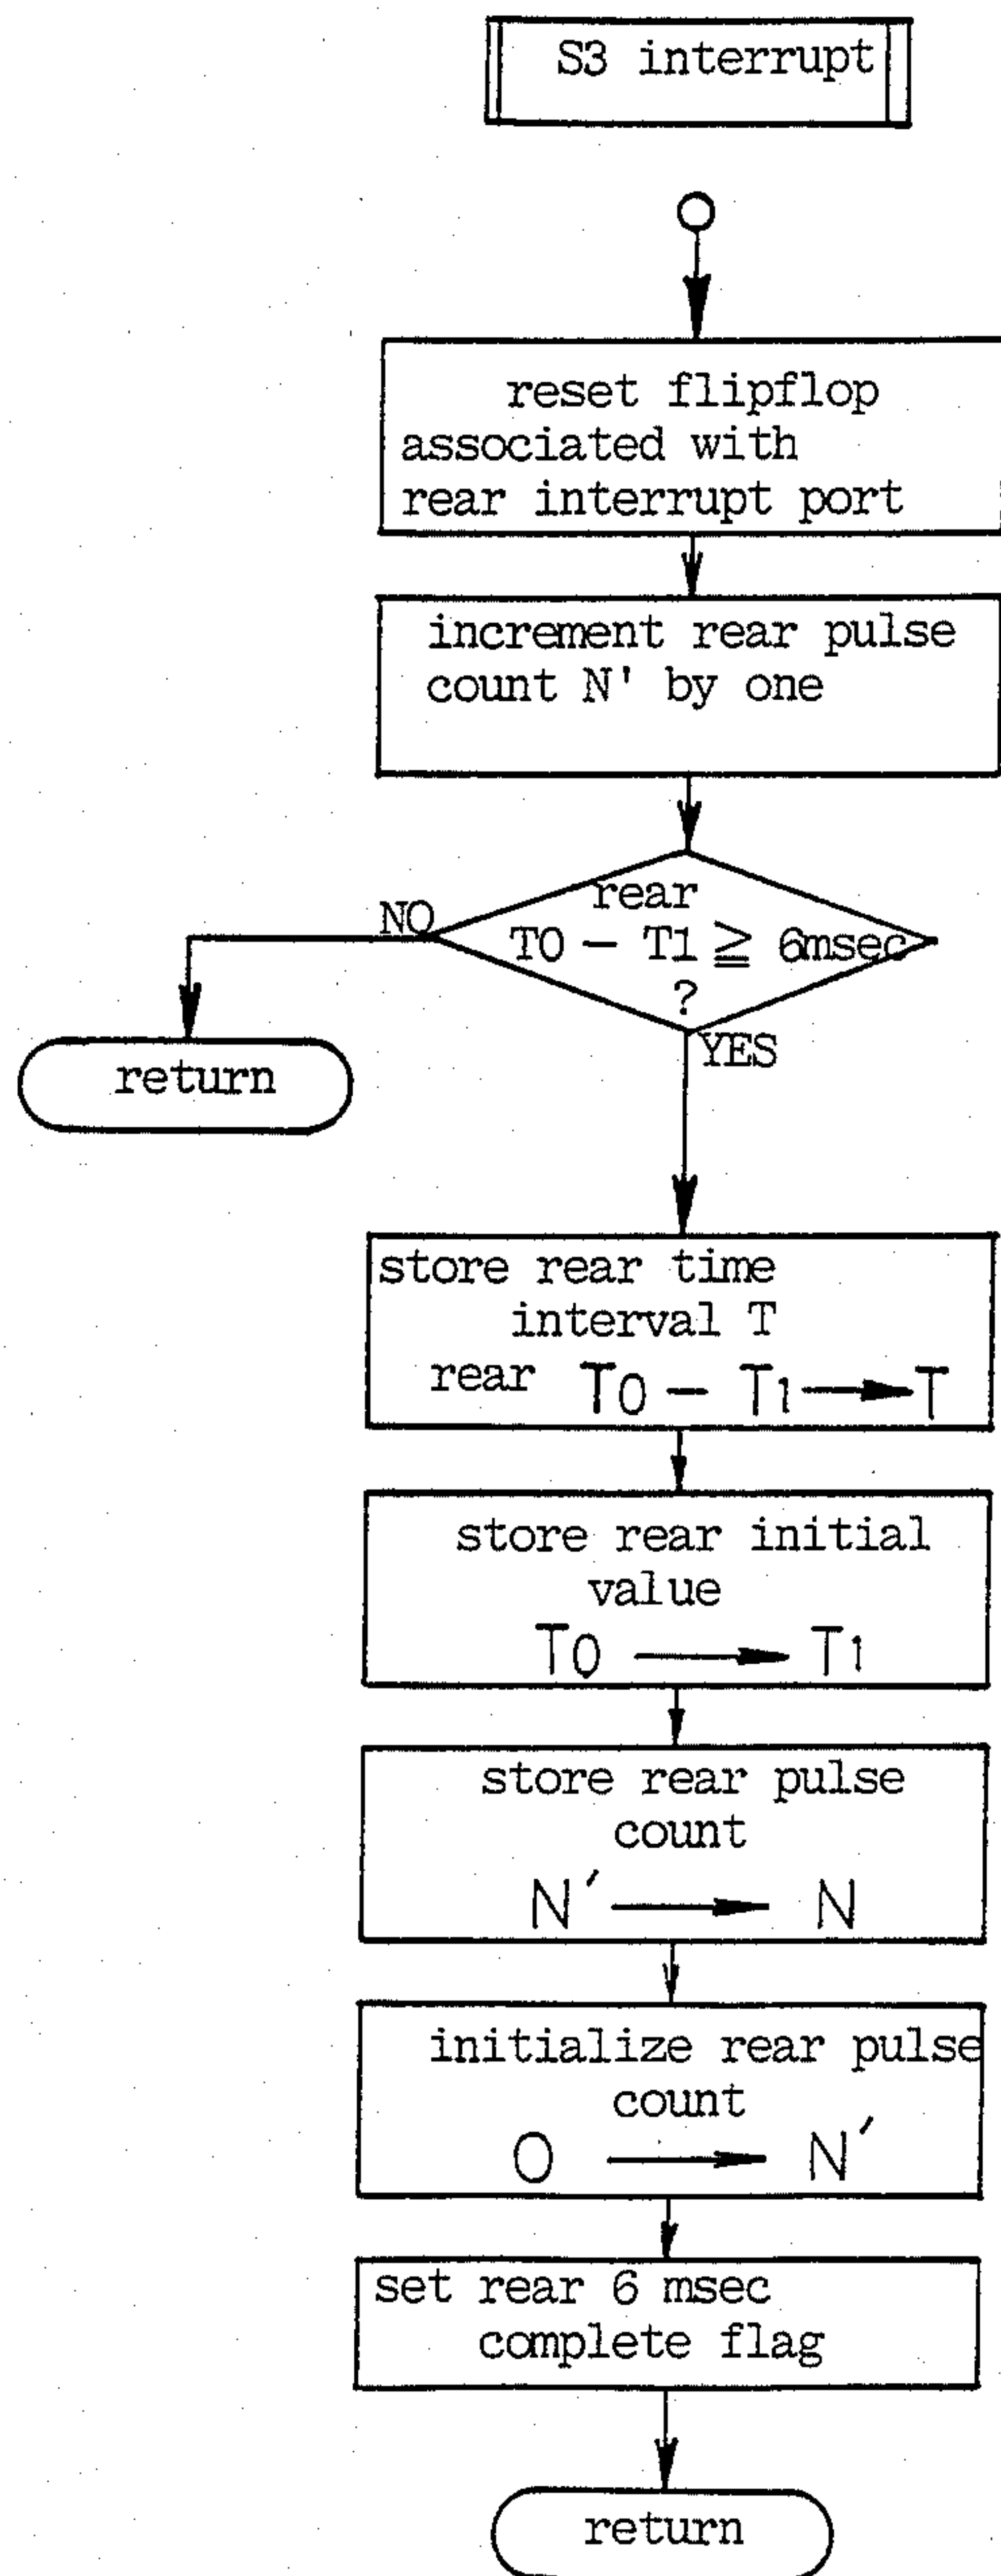 S3 interrupt
reset flipflop
associated with
rear interrupt port
increment rear pulse
count N' by one
rear
T0 - T1 ≧ 6msec
?
NO
YES
return
store rear time
interval T
rear T0 - T1 → T
store rear initial
value
T0 → T1
store rear pulse
count
N' → N
initialize rear pulse
count
0 → N'
set rear 6 msec
complete flag
return